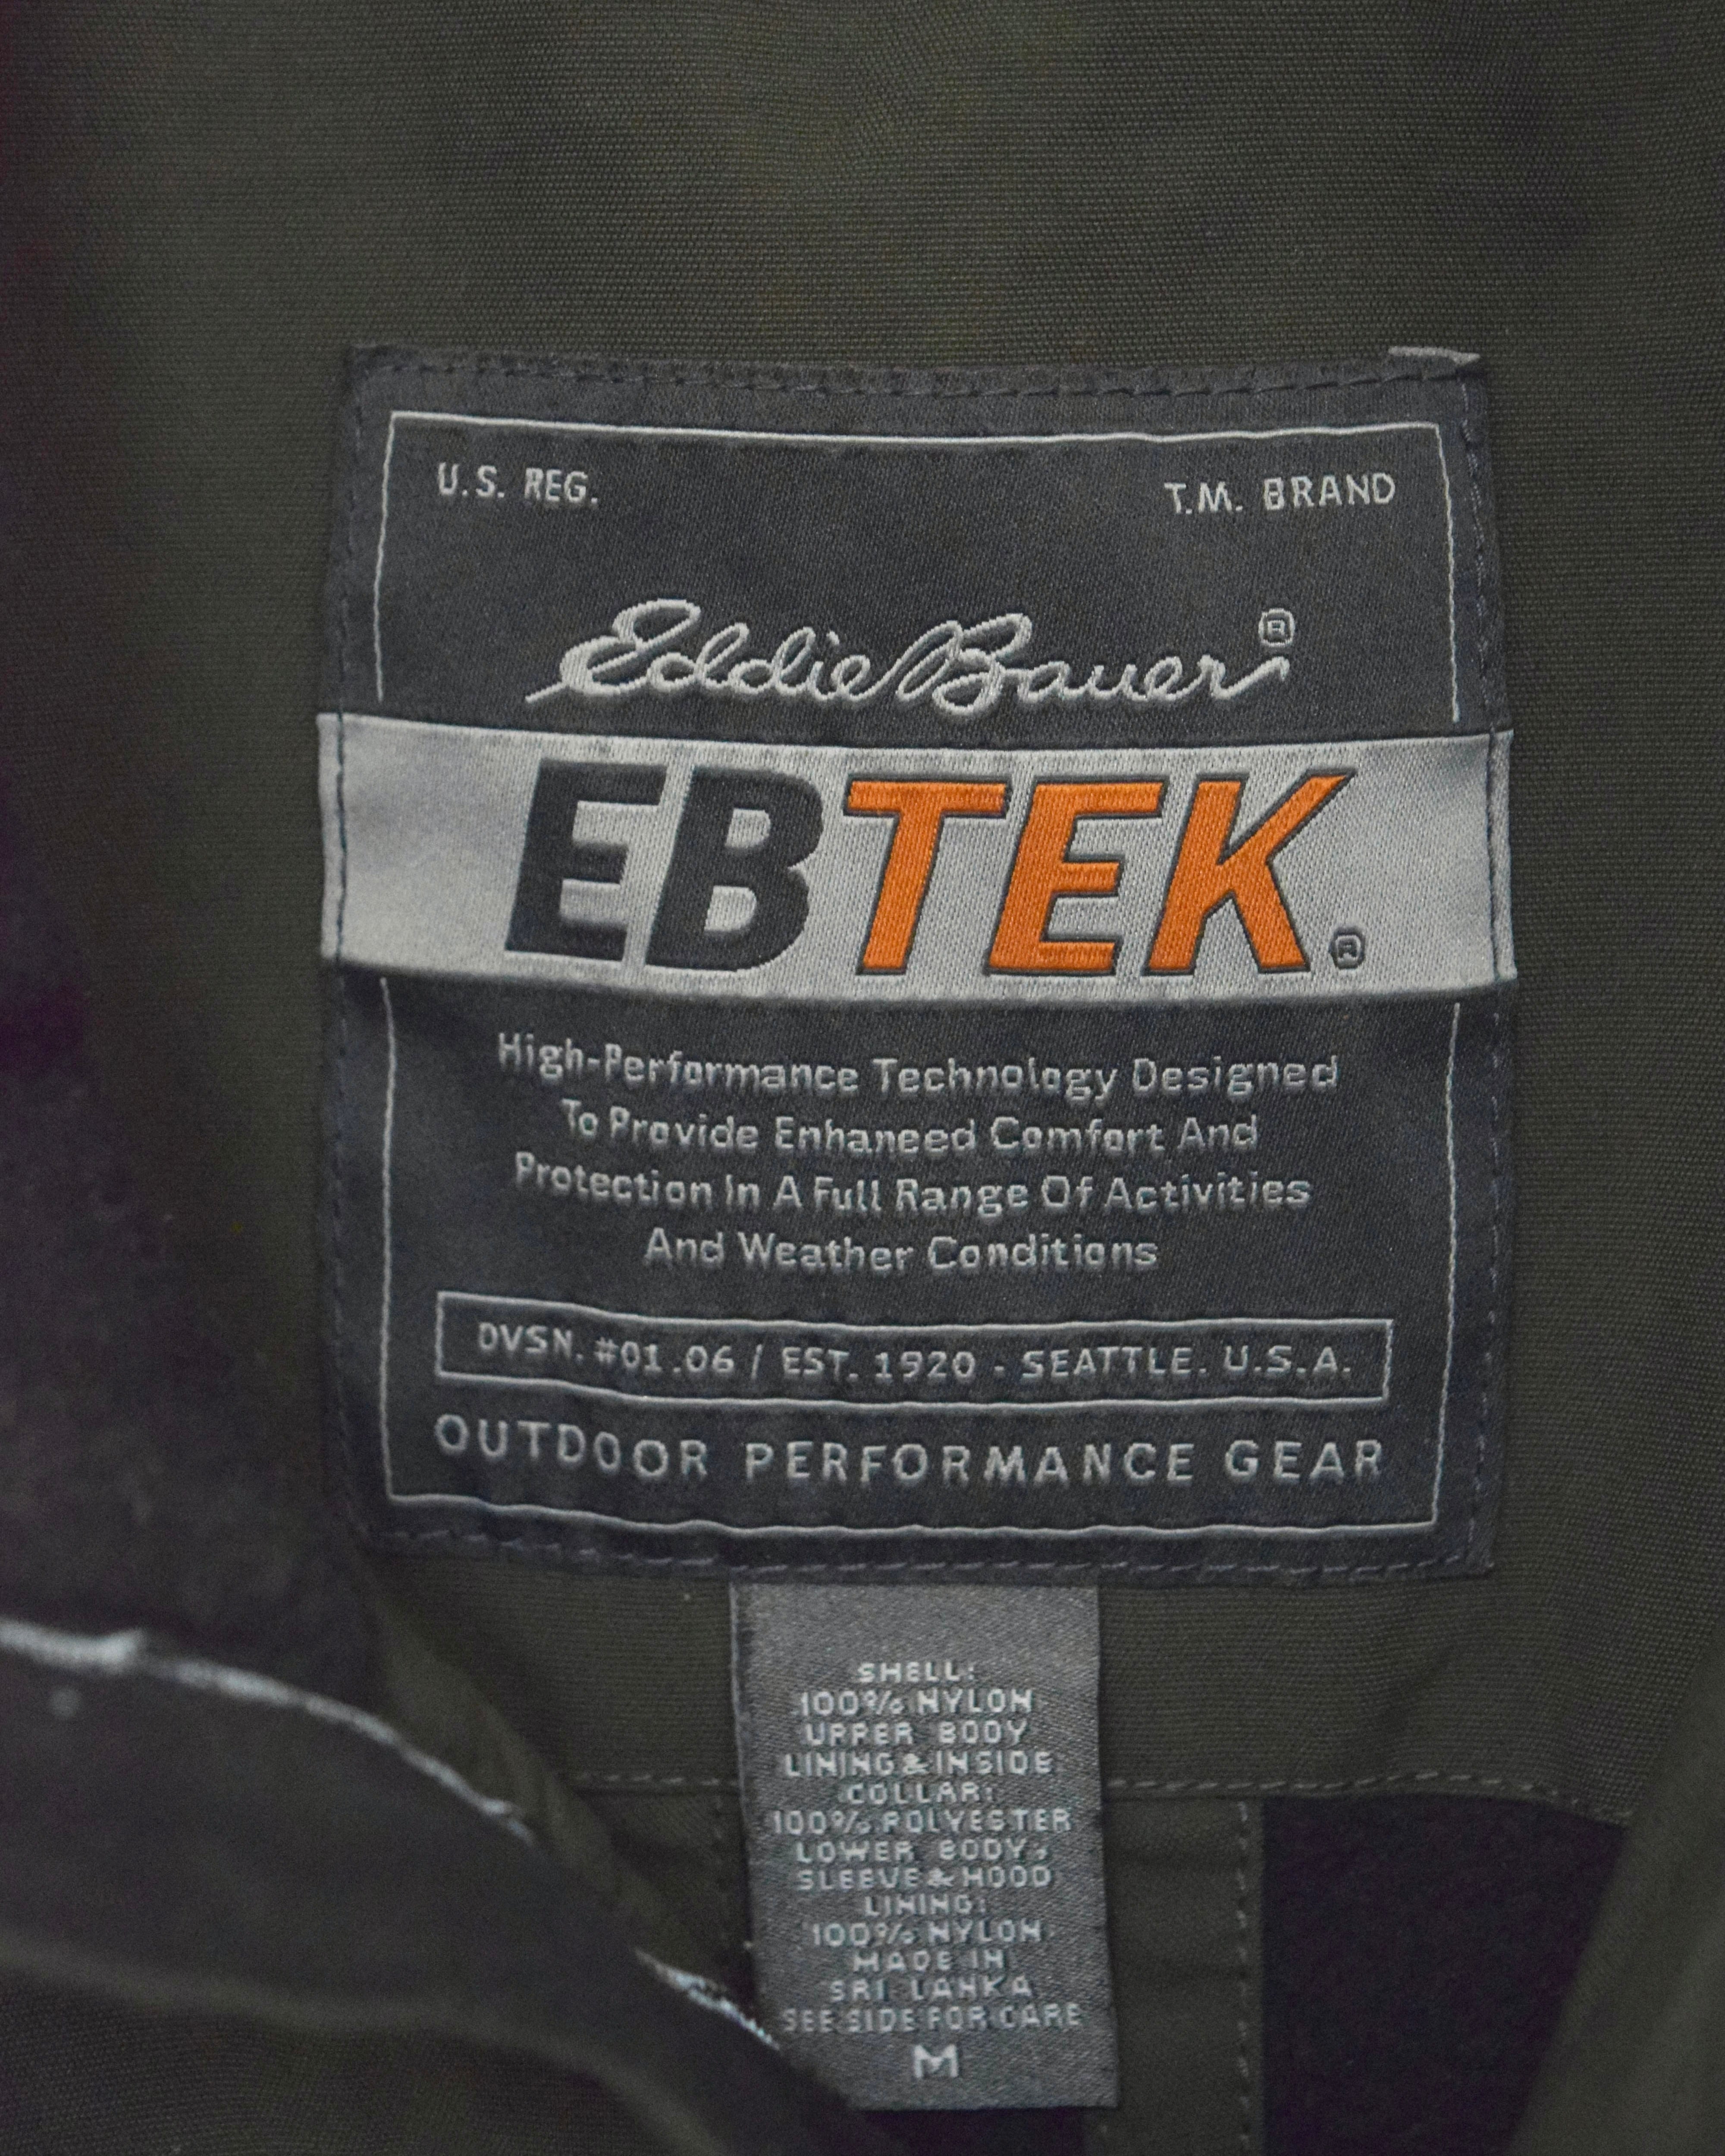 U.S. REG. T.M. BRAND
Eddie Bauer®
EBTEK®
High-Performance Technology Designed
To Provide Enhanced Comfort And
Protection In A Full Range Of Activities
And Weather Conditions
DVSN. #01.06 / EST. 1920 - SEATTLE. U.S.A.
OUTDOOR PERFORMANCE GEAR
SHELL:
100% NYLON
UPPER BODY
LINING & INSIDE
COLLAR:
100% POLYESTER
LOWER BODY,
SLEEVE & HOOD
LINING:
100% NYLON
MADE IN
SRI LANKA
SEE SIDE FOR CARE
M